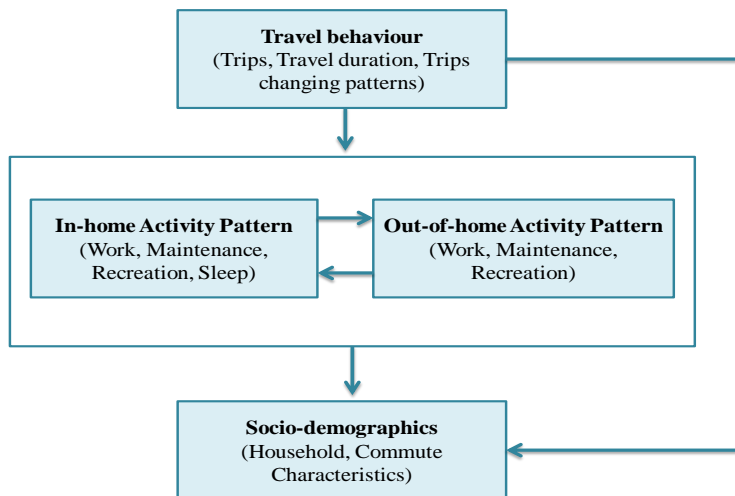 Travel behaviour
(Trips, Travel duration, Trips
changing patterns)
In-home Activity Pattern
(Work, Maintenance,
Recreation, Sleep)
Out-of-home Activity Pattern
(Work, Maintenance,
Recreation)
Socio-demographics
(Household, Commute
Characteristics)